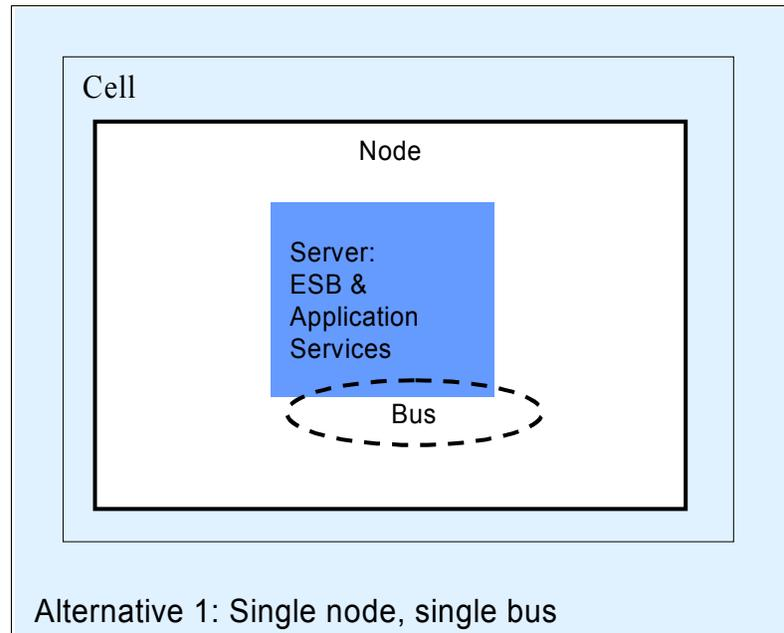 Cell
Node
Server:
ESB &
Application
Services
Bus
Alternative 1: Single node, single bus